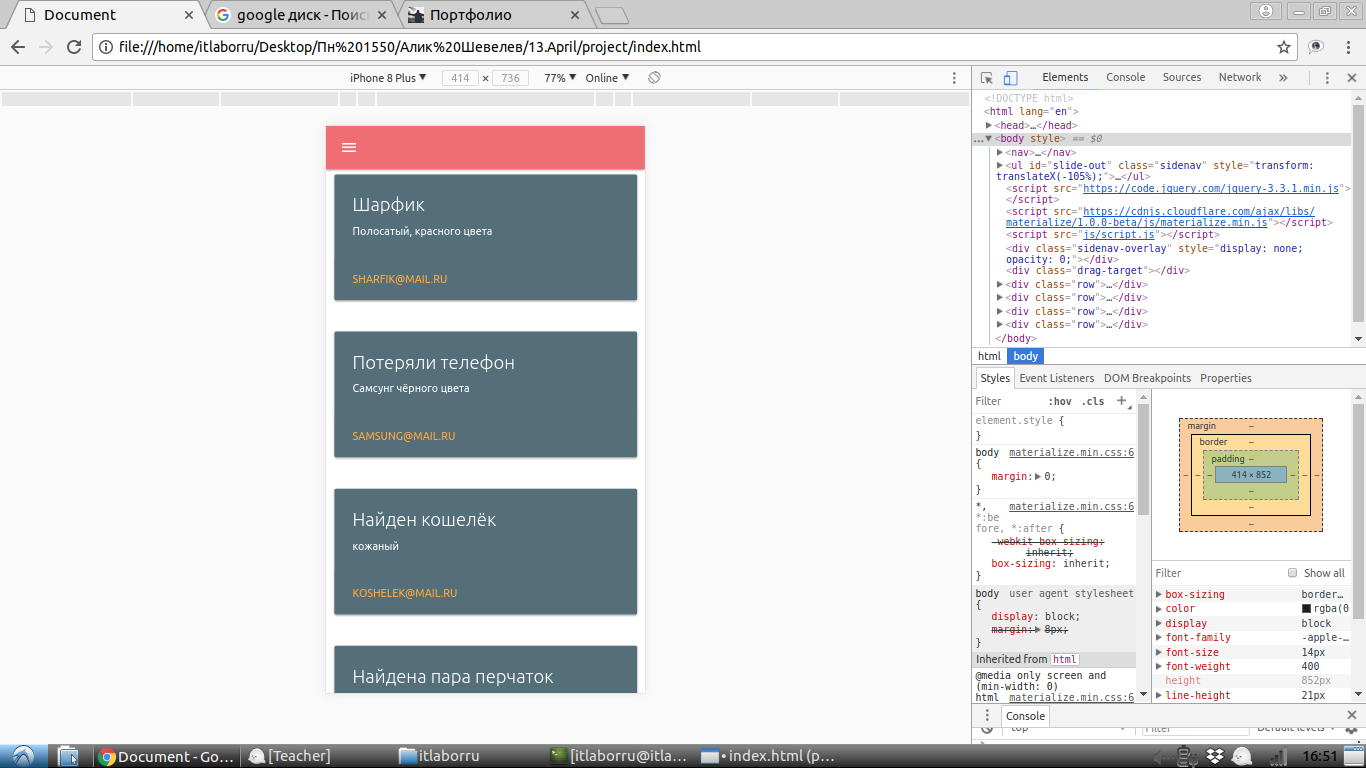 Document
google диск - Поис
Портфолио
file:///home/itlaborru/Desktop/Пн%201550/Алик%20Шевелев/13.April/project/index.html
iPhone 8 Plus ▼ 414 × 736 77% ▼ Online ▼
Elements Console Sources Network »
<!DOCTYPE html>
<html lang="en">
<head>…</head>
…<body style> == $0
<nav>…</nav>
<ul id="slide-out" class="sidenav" style="transform:
translateX(-105%);">…</ul>
<script src="https://code.jquery.com/jquery-3.3.1.min.js">
</script>
<script src="https://cdnjs.cloudflare.com/ajax/libs/
materialize/1.0.0-beta/js/materialize.min.js"></script>
<script src="js/script.js"></script>
<div class="sidenav-overlay" style="display: none;
opacity: 0;"></div>
<div class="drag-target"></div>
<div class="row">…</div>
<div class="row">…</div>
<div class="row">…</div>
<div class="row">…</div>
</body>
html body
Шарфик
Полосатый, красного цвета
SHARFIK@MAIL.RU
Потеряли телефон
Самсунг чёрного цвета
SAMSUNG@MAIL.RU
Найден кошелёк
кожаный
KOSHELEK@MAIL.RU
Найдена пара перчаток
Styles Event Listeners DOM Breakpoints Properties
Filter :hov .cls +
element.style {
}
body materialize.min.css:6
{
margin: 0;
}
*, materialize.min.css:6
*:be
fore, *:after {
-webkit-box-sizing:
inherit;
box-sizing: inherit;
}
body user agent stylesheet
{
display: block;
margin: 8px;
}
Inherited from html
@media only screen and
(min-width: 0)
html materialize.min.css:6
margin –
border –
padding –
– – – 414 × 852 – – –
–
–
–
Filter Show all
box-sizing border…
color rgba(0
display block
font-family -apple-…
font-size 14px
font-weight 400
height 852px
line-height 21px
Console
top Filter Default levels
Document - Go…
[Teacher]
itlaborru
[itlaborru@itla…
• index.html (p…
16:51